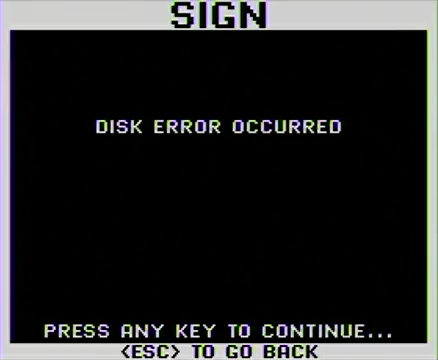 SIGN
DISK ERROR OCCURRED
PRESS ANY KEY TO CONTINUE...
<ESC> TO GO BACK